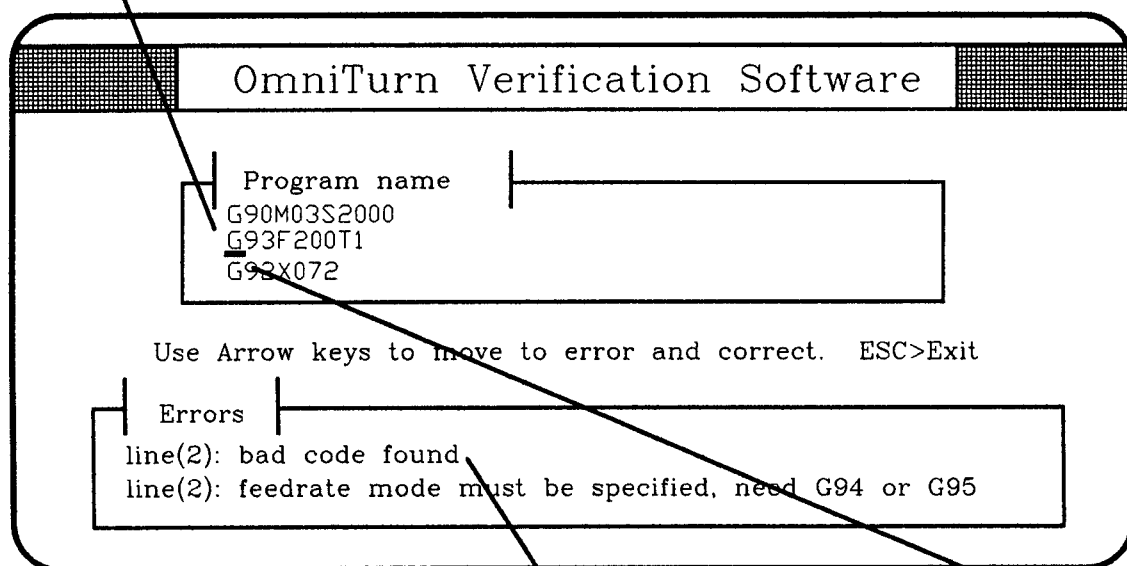 OmniTurn Verification Software
Program name
G90M03S2000
G93F200T1
G92X072
Use Arrow keys to move to error and correct. ESC>Exit
Errors
line(2): bad code found
line(2): feedrate mode must be specified, need G94 or G95